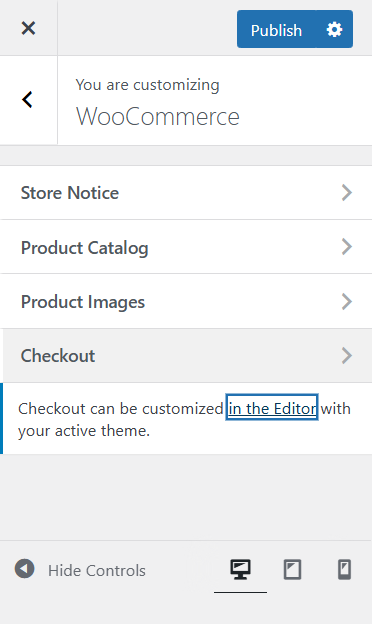 Publish
You are customizing
WooCommerce
Store Notice
Product Catalog
Product Images
Checkout
Checkout can be customized in the Editor with
your active theme.
Hide Controls